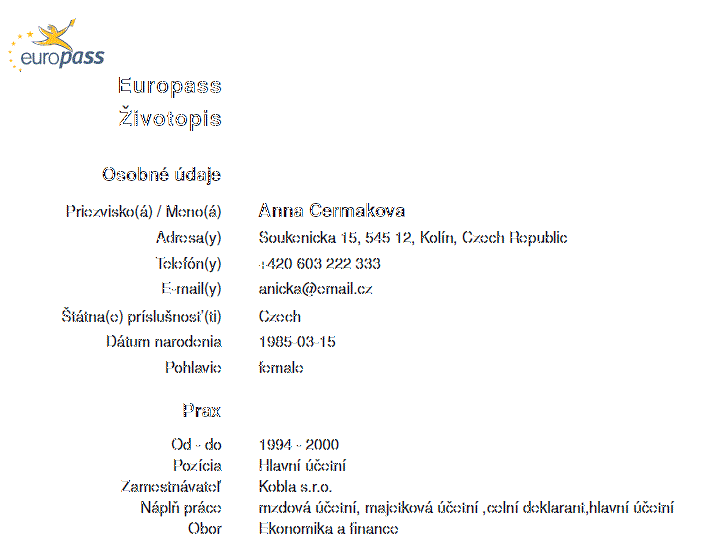 europass
Europass
Životopis
Osobné údaje
Priezvisko(á) / Meno(á) Anna Cermakova
Adresa(y) Soukenicka 15, 545 12, Kolín, Czech Republic
Telefón(y) +420 603 222 333
E-mail(y) anicka@email.cz
Štátna(e) príslušnosť(ti) Czech
Dátum narodenia 1985-03-15
Pohlavie female
Prax
Od - do 1994 - 2000
Pozícia Hlavní účetní
Zamestnávateľ Kobla s.r.o.
Náplň práce mzdová účetní, majetková účetní ,celní deklarant,hlavní účetní
Obor Ekonomika a finance